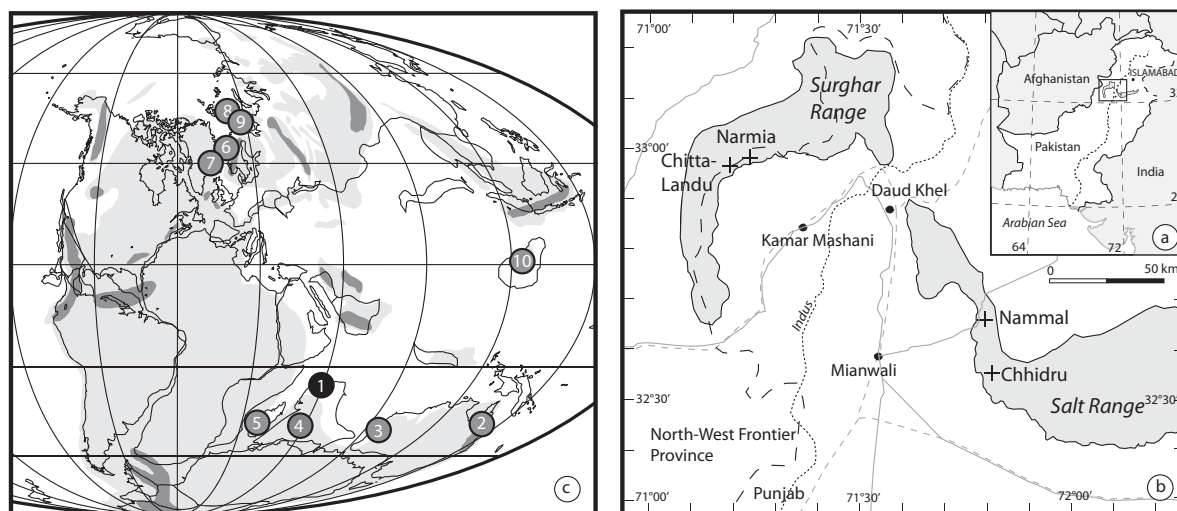 8
9
6
7
10
1
5
4
3
2
c
71°00'
71°30'
Surghar
Range
Narmia
33°00'
Chitta-
Landu
Daud Khel
Kamar Mashani
Indus
Mianwali
Nammal
Chhidru
Salt Range
32°30'
32°30'
North-West Frontier
Province
Punjab
71°00'
71°30'
72°00'
b
Afghanistan
ISLAMABAD
Pakistan
India
Arabian Sea
64
72
a
0
50 km